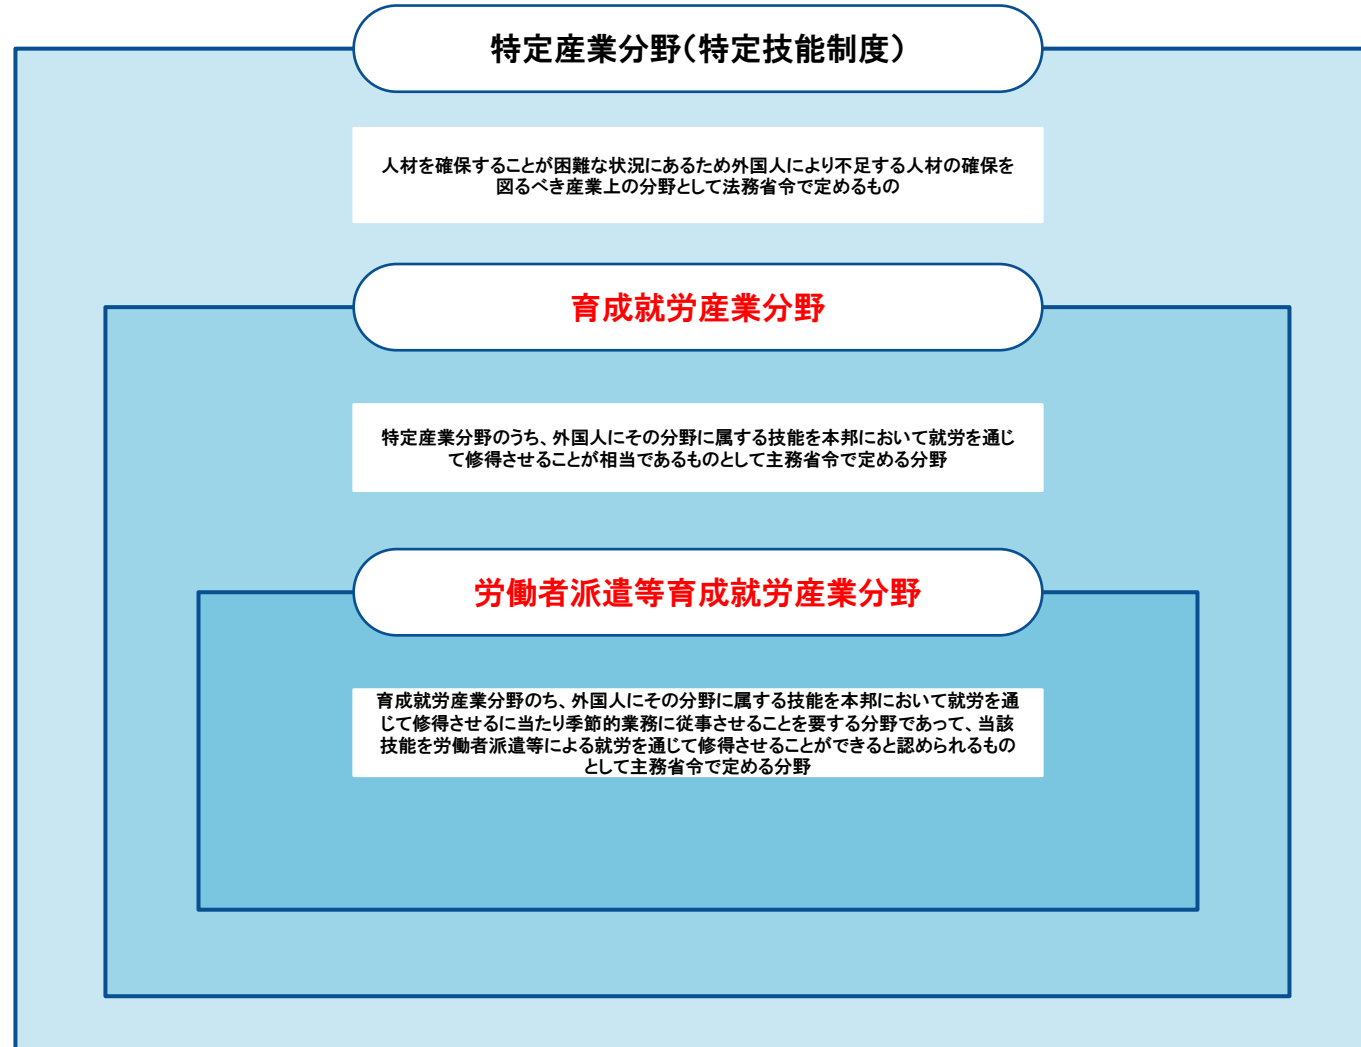 特定産業分野(特定技能制度)
人材を確保することが困難な状況にあるため外国人により不足する人材の確保を
図るべき産業上の分野として法務省令で定めるもの
育成就労産業分野
特定産業分野のうち、外国人にその分野に属する技能を本邦において就労を通じ
て修得させることが相当であるものとして主務省令で定める分野
労働者派遣等育成就労産業分野
育成就労産業分野のち、外国人にその分野に属する技能を本邦において就労を通
じて修得させるに当たり季節的業務に従事させることを要する分野であって、当該
技能を労働者派遣等による就労を通じて修得させることができると認められるもの
として主務省令で定める分野